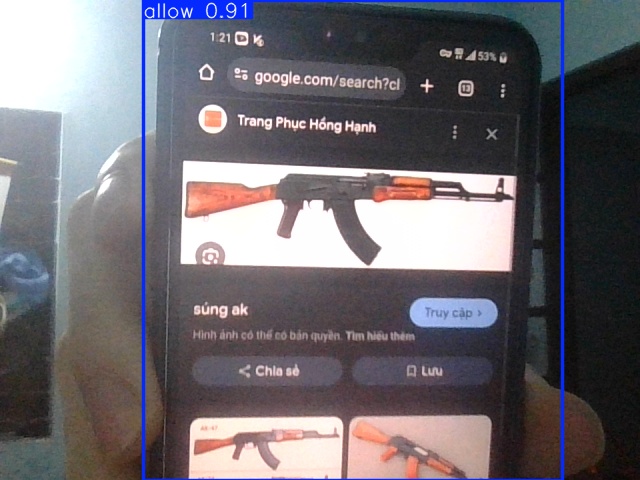 allow 0.91
1:21
53%
google.com/search?cl
13
Trang Phục Hồng Hạnh
súng ak
Truy cập
Hình ảnh có thể có bản quyền. Tìm hiểu thêm
Chia sẻ
Lưu
AK-47